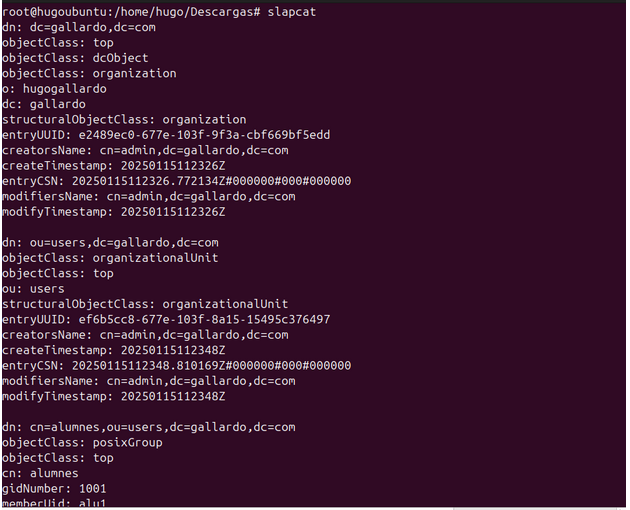 root@hugoubuntu:/home/hugo/Descargas# slapcat
dn: dc=gallardo,dc=com
objectClass: top
objectClass: dcObject
objectClass: organization
o: hugogallardo
dc: gallardo
structuralObjectClass: organization
entryUUID: e2489ec0-677e-103f-9f3a-cbf669bf5edd
creatorsName: cn=admin,dc=gallardo,dc=com
createTimestamp: 20250115112326Z
entryCSN: 20250115112326.772134Z#000000#000#000000
modifiersName: cn=admin,dc=gallardo,dc=com
modifyTimestamp: 20250115112326Z

dn: ou=users,dc=gallardo,dc=com
objectClass: organizationalUnit
objectClass: top
ou: users
structuralObjectClass: organizationalUnit
entryUUID: ef6b5cc8-677e-103f-8a15-15495c376497
creatorsName: cn=admin,dc=gallardo,dc=com
createTimestamp: 20250115112348Z
entryCSN: 20250115112348.810169Z#000000#000#000000
modifiersName: cn=admin,dc=gallardo,dc=com
modifyTimestamp: 20250115112348Z

dn: cn=alumnes,ou=users,dc=gallardo,dc=com
objectClass: posixGroup
objectClass: top
cn: alumnes
gidNumber: 1001
memberUid: alu1